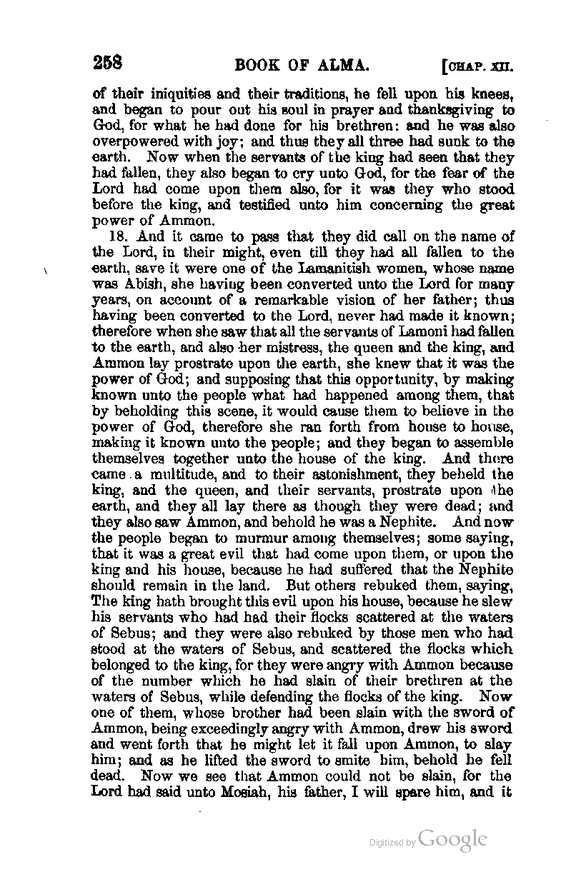 258 BOOK OF ALMA. [CHAP. XII.
of their iniquities and their traditions, he fell upon his knees,
and began to pour out his soul in prayer and thanksgiving to
God, for what he had done for his brethren: and he was also
overpowered with joy; and thus they all three had sunk to the
earth. Now when the servants of the king had seen that they
had fallen, they also began to cry unto God, for the fear of the
Lord had come upon them also, for it was they who stood
before the king, and testified unto him concerning the great
power of Ammon.
18. And it came to pass that they did call on the name of
the Lord, in their might, even till they had all fallen to the
earth, save it were one of the Lamanitish women, whose name
was Abish, she having been converted unto the Lord for many
years, on account of a remarkable vision of her father; thus
having been converted to the Lord, never had made it known;
therefore when she saw that all the servants of Lamoni had fallen
to the earth, and also her mistress, the queen and the king, and
Ammon lay prostrate upon the earth, she knew that it was the
power of God; and supposing that this opportunity, by making
known unto the people what had happened among them, that
by beholding this scene, it would cause them to believe in the
power of God, therefore she ran forth from house to house,
making it known unto the people; and they began to assemble
themselves together unto the house of the king. And there
came a multitude, and to their astonishment, they beheld the
king, and the queen, and their servants, prostrate upon the
earth, and they all lay there as though they were dead; and
they also saw Ammon, and behold he was a Nephite. And now
the people began to murmur among themselves; some saying,
that it was a great evil that had come upon them, or upon the
king and his house, because he had suffered that the Nephite
should remain in the land. But others rebuked them, saying,
The king hath brought this evil upon his house, because he slew
his servants who had had their flocks scattered at the waters
of Sebus; and they were also rebuked by those men who had
stood at the waters of Sebus, and scattered the flocks which
belonged to the king, for they were angry with Ammon because
of the number which he had slain of their brethren at the
waters of Sebus, while defending the flocks of the king. Now
one of them, whose brother had been slain with the sword of
Ammon, being exceedingly angry with Ammon, drew his sword
and went forth that he might let it fall upon Ammon, to slay
him; and as he lifted the sword to smite him, behold he fell
dead. Now we see that Ammon could not be slain, for the
Lord had said unto Mosiah, his father, I will spare him, and it
Digitized by Google